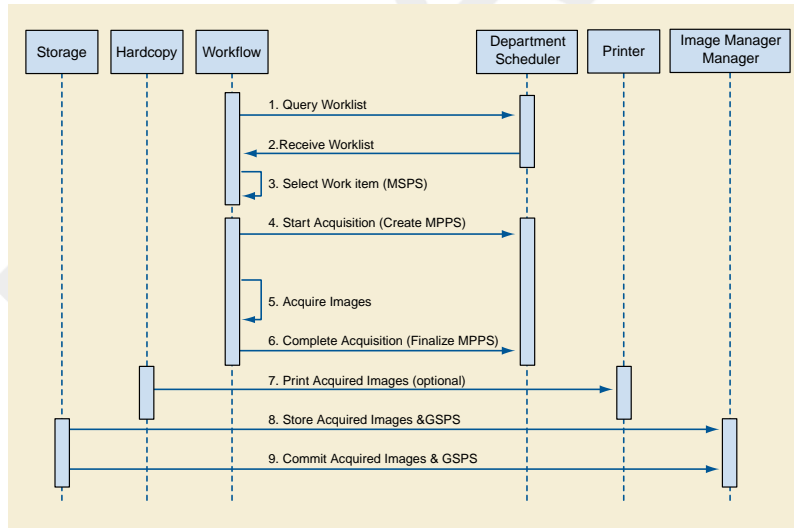 Storage
Hardcopy
Workflow
Department
Scheduler
Printer
Image Manager
Manager
1. Query Worklist
2.Receive Worklist
3. Select Work item (MSPS)
4. Start Acquisition (Create MPPS)
5. Acquire Images
6. Complete Acquisition (Finalize MPPS)
7. Print Acquired Images (optional)
8. Store Acquired Images &GSPS
9. Commit Acquired Images & GSPS